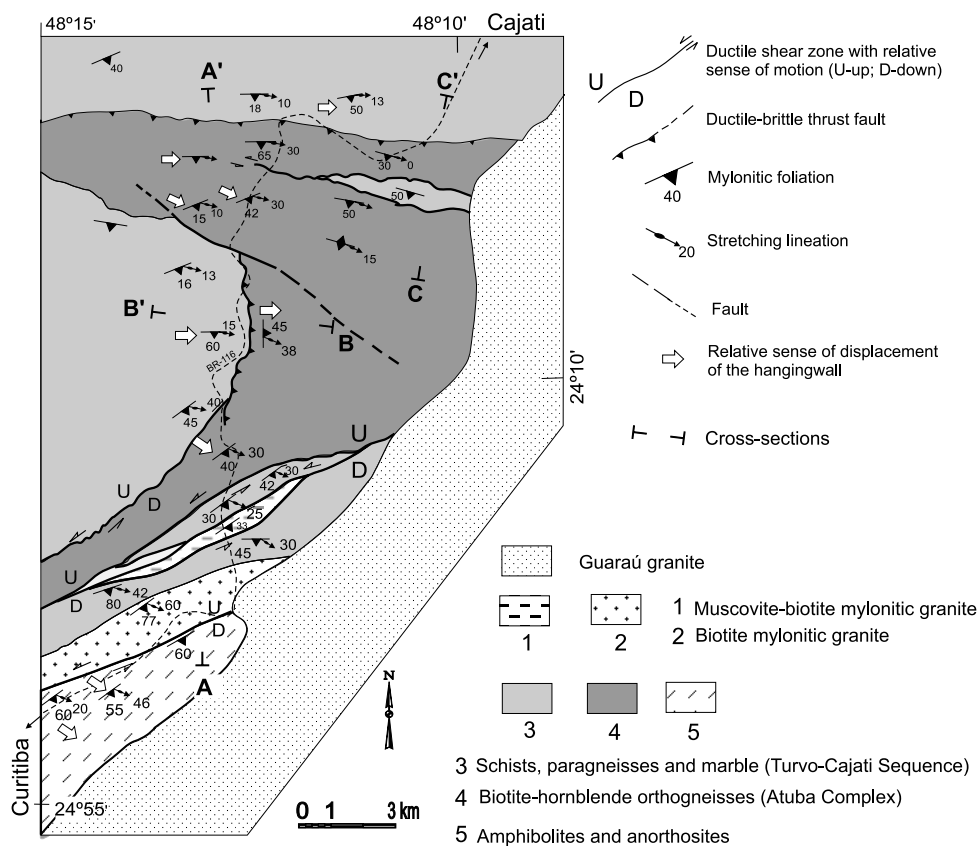 48º15' 48º10' Cajati
40 A' C'
18 10 50 13
65 30 30 0
15 10 42 30 50 50
15
16 13 C
B' 15 45 B
60 38
BR-116
24º10'
40
45
U
30 40 D
42 30
U D
30 25
33
45 30
U
D 80 42
60 77 U
D
60
A
60 20 55 46
N
Curitiba
24º55'
0 1 3 km
U D
Ductile shear zone with relative
sense of motion (U-up; D-down)
Ductile-brittle thrust fault
Mylonitic foliation
40
Stretching lineation
20
Fault
Relative sense of displacement
of the hangingwall
Cross-sections
Guaraú granite
1 2
1 Muscovite-biotite mylonitic granite
2 Biotite mylonitic granite
3 4 5
3 Schists, paragneisses and marble (Turvo-Cajati Sequence)
4 Biotite-hornblende orthogneisses (Atuba Complex)
5 Amphibolites and anorthosites